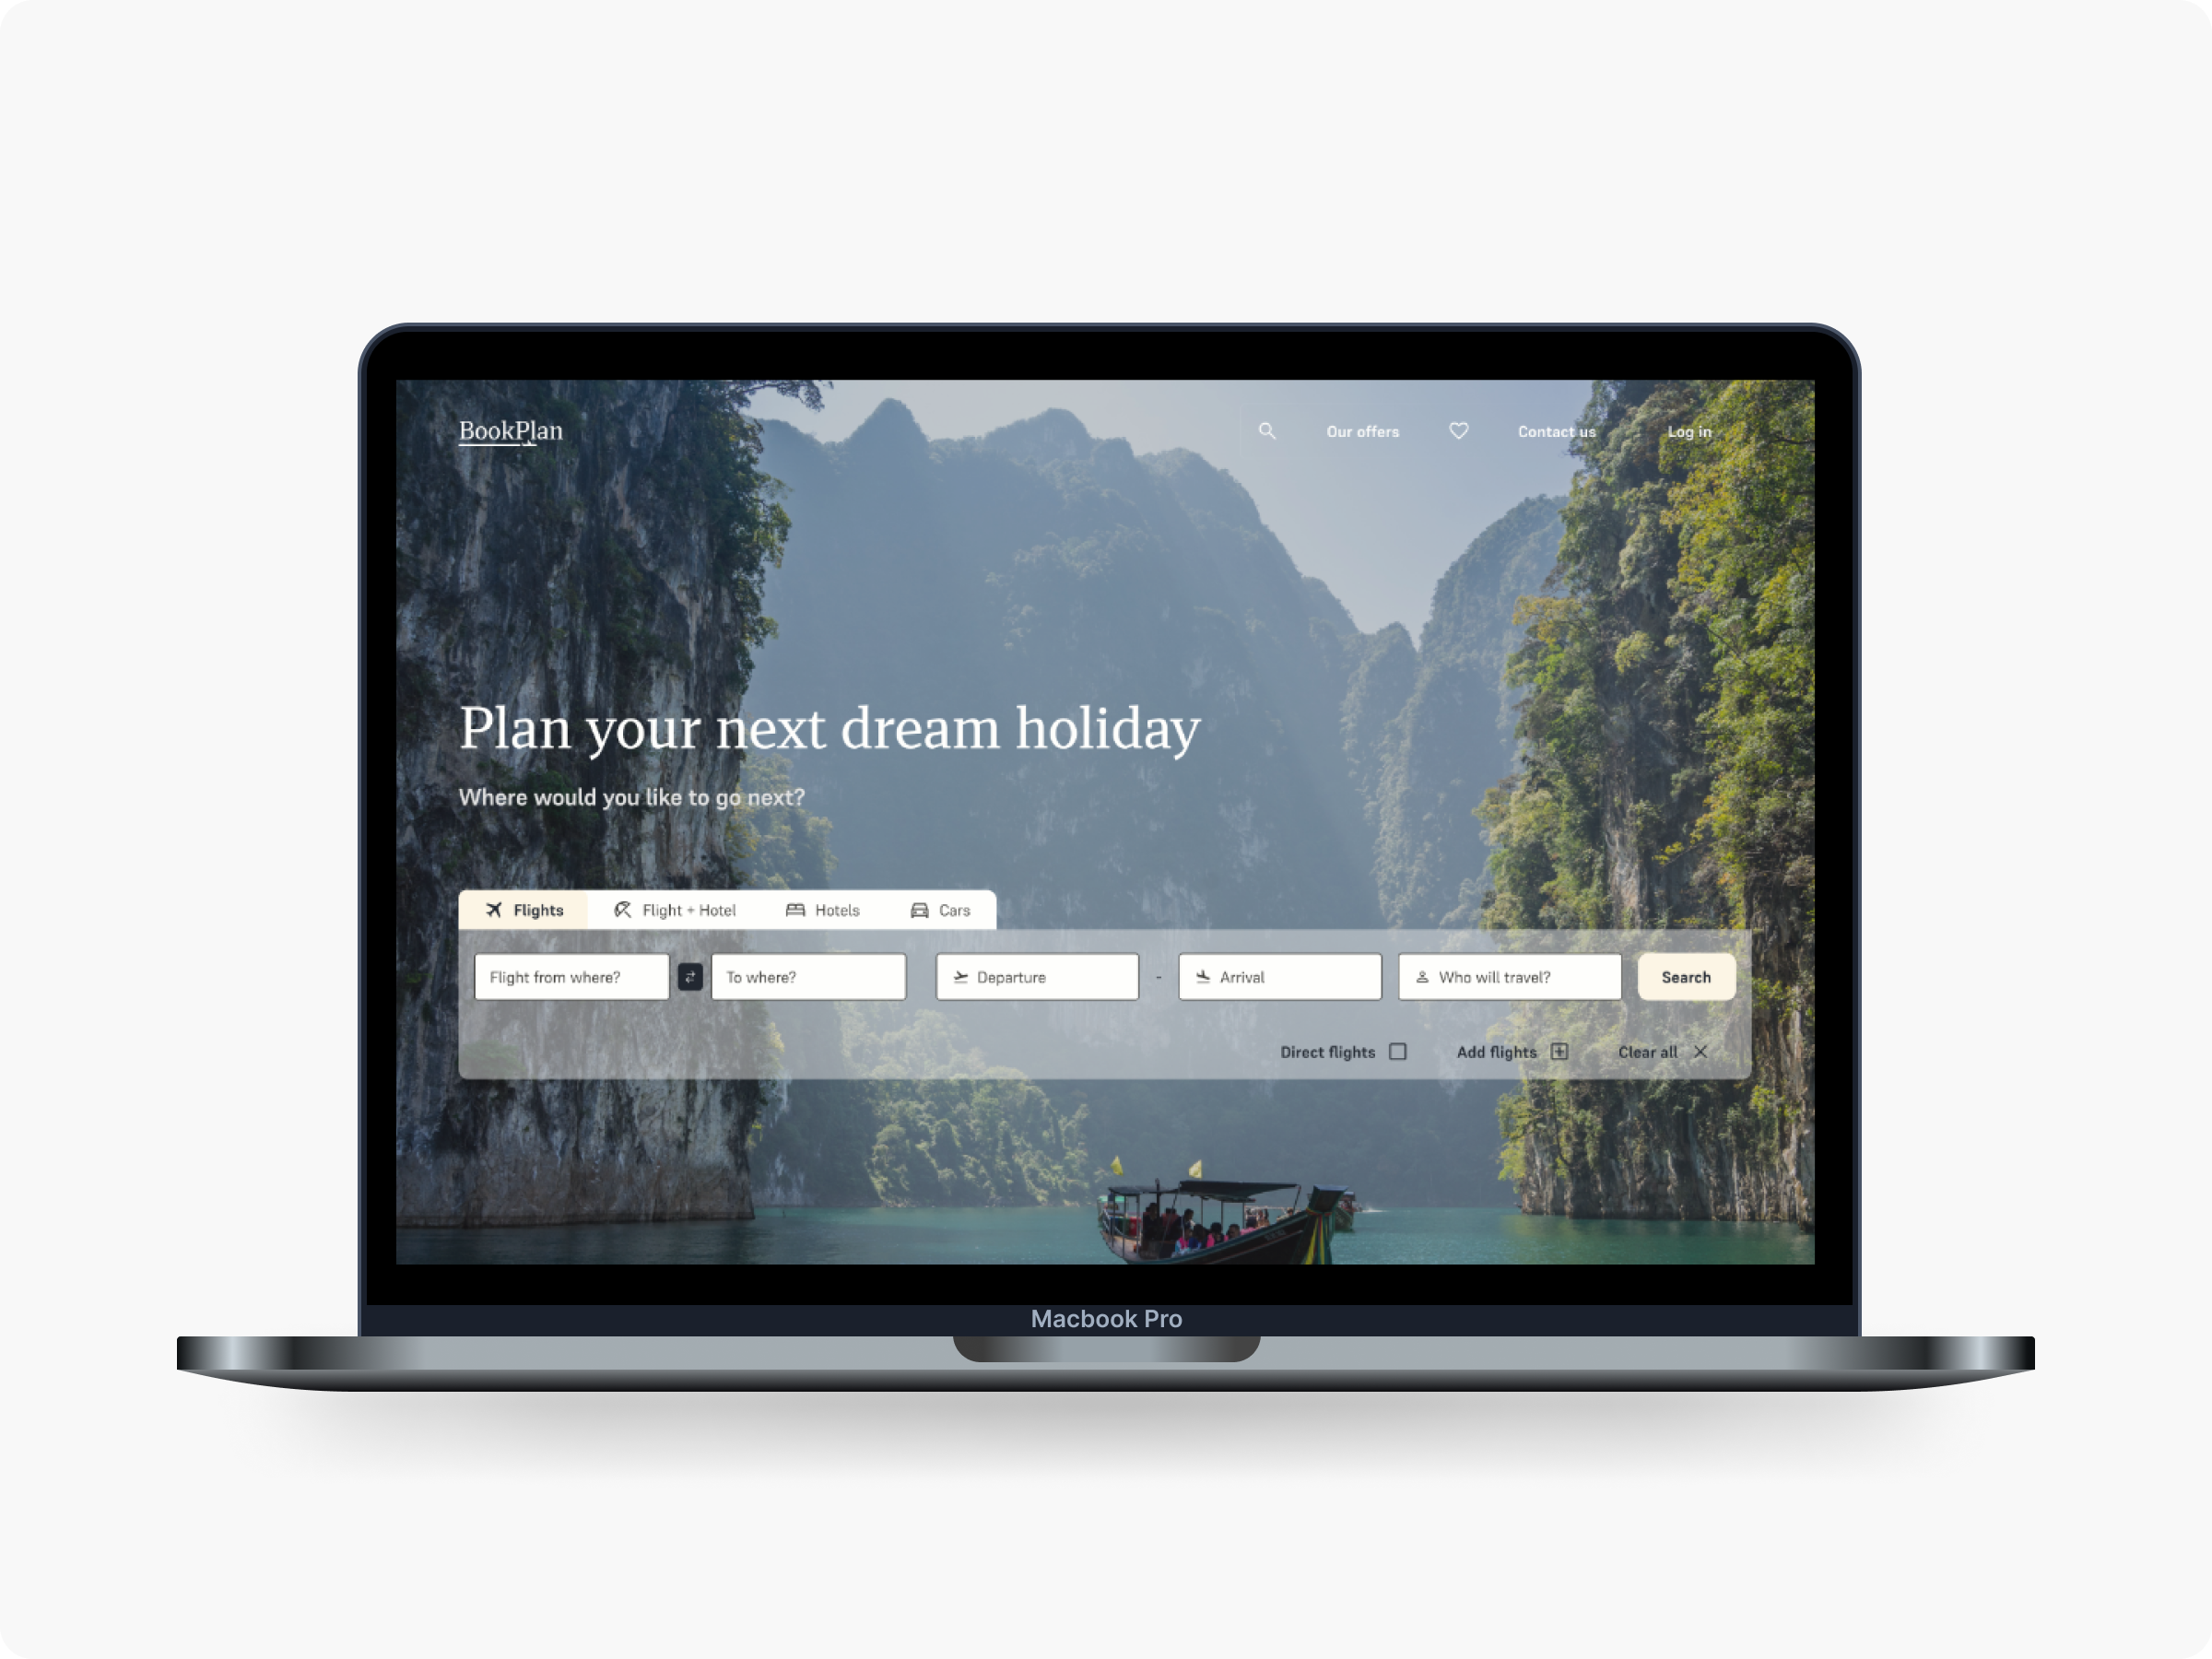 BookPlan
Our offers
Contact us
Log in
Plan your next dream holiday
Where would you like to go next?
Flights
Flight + Hotel
Hotels
Cars
Flight from where?
To where?
Departure
-
Arrival
Who will travel?
Search
Direct flights
Add flights
Clear all
Macbook Pro